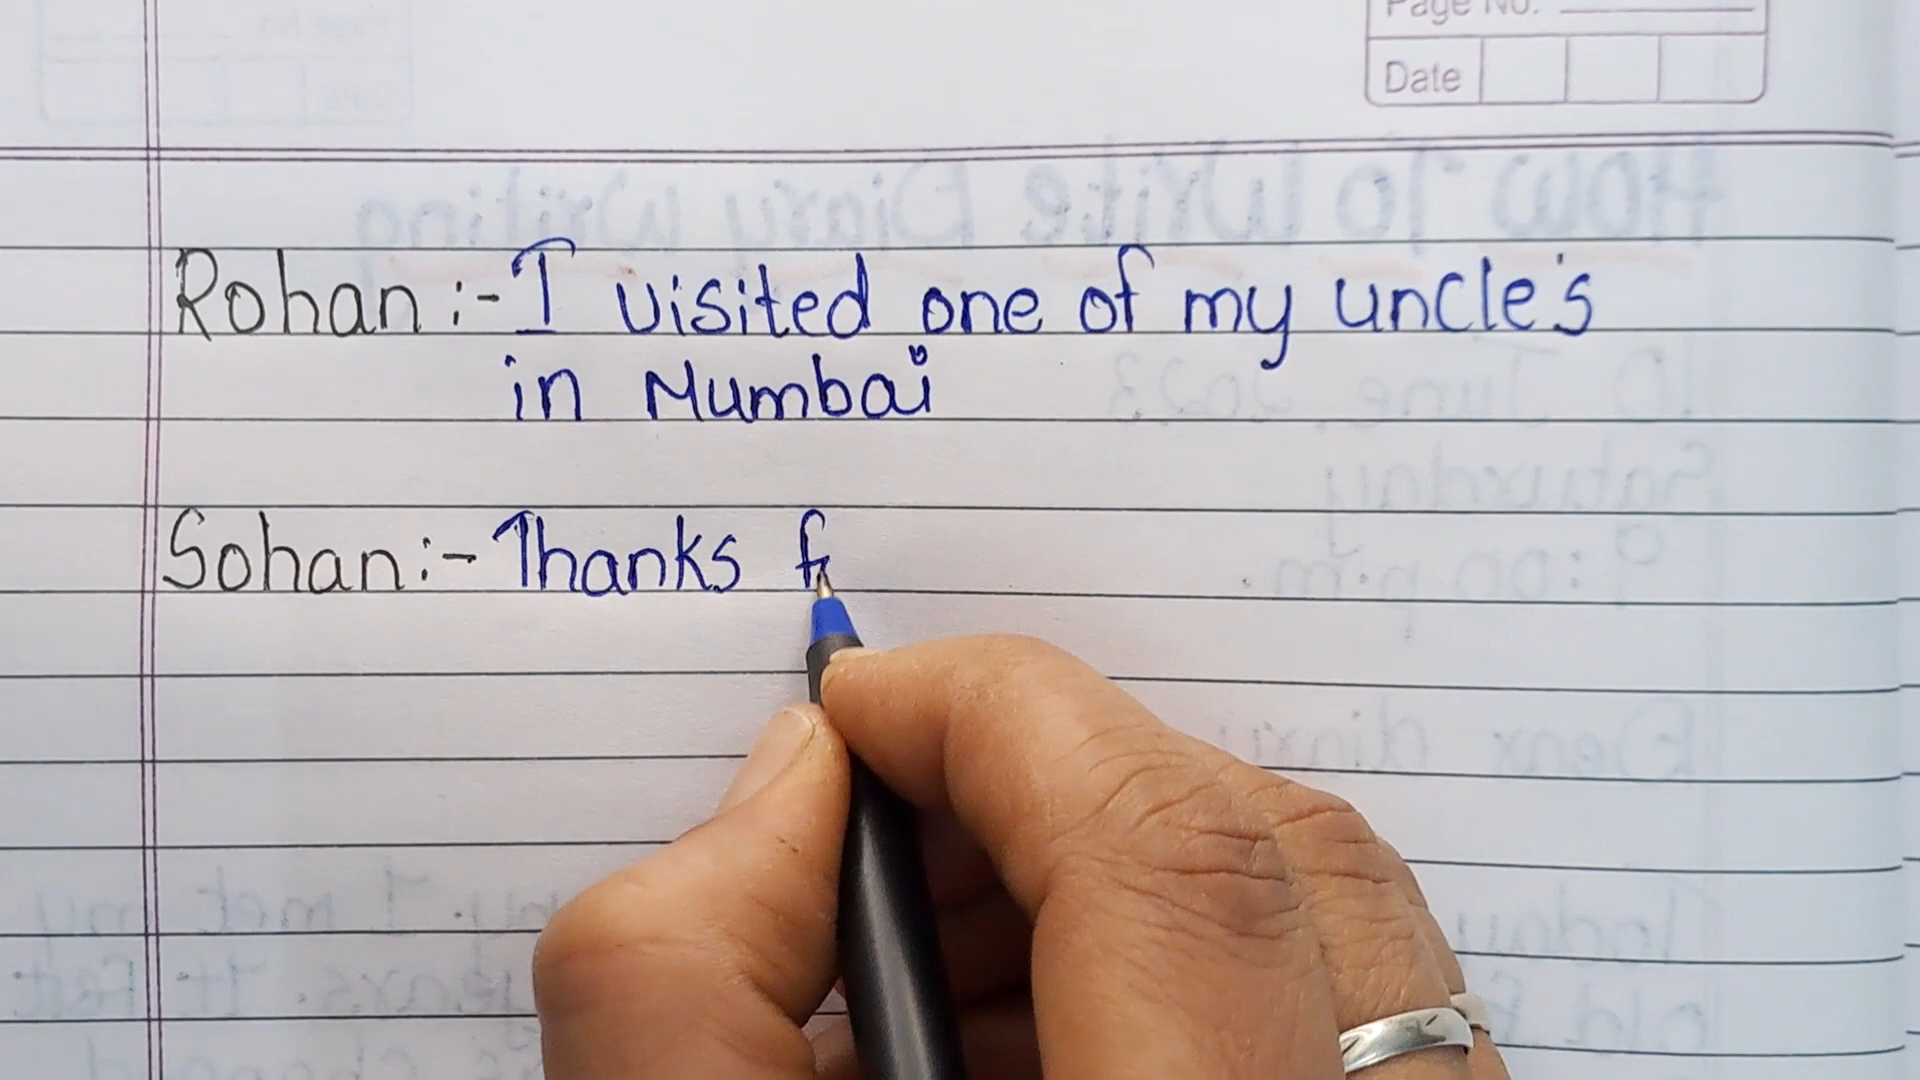 Page No.
Date
Rohan :- I visited one of my uncle's
in Mumbai
Sohan:- Thanks f